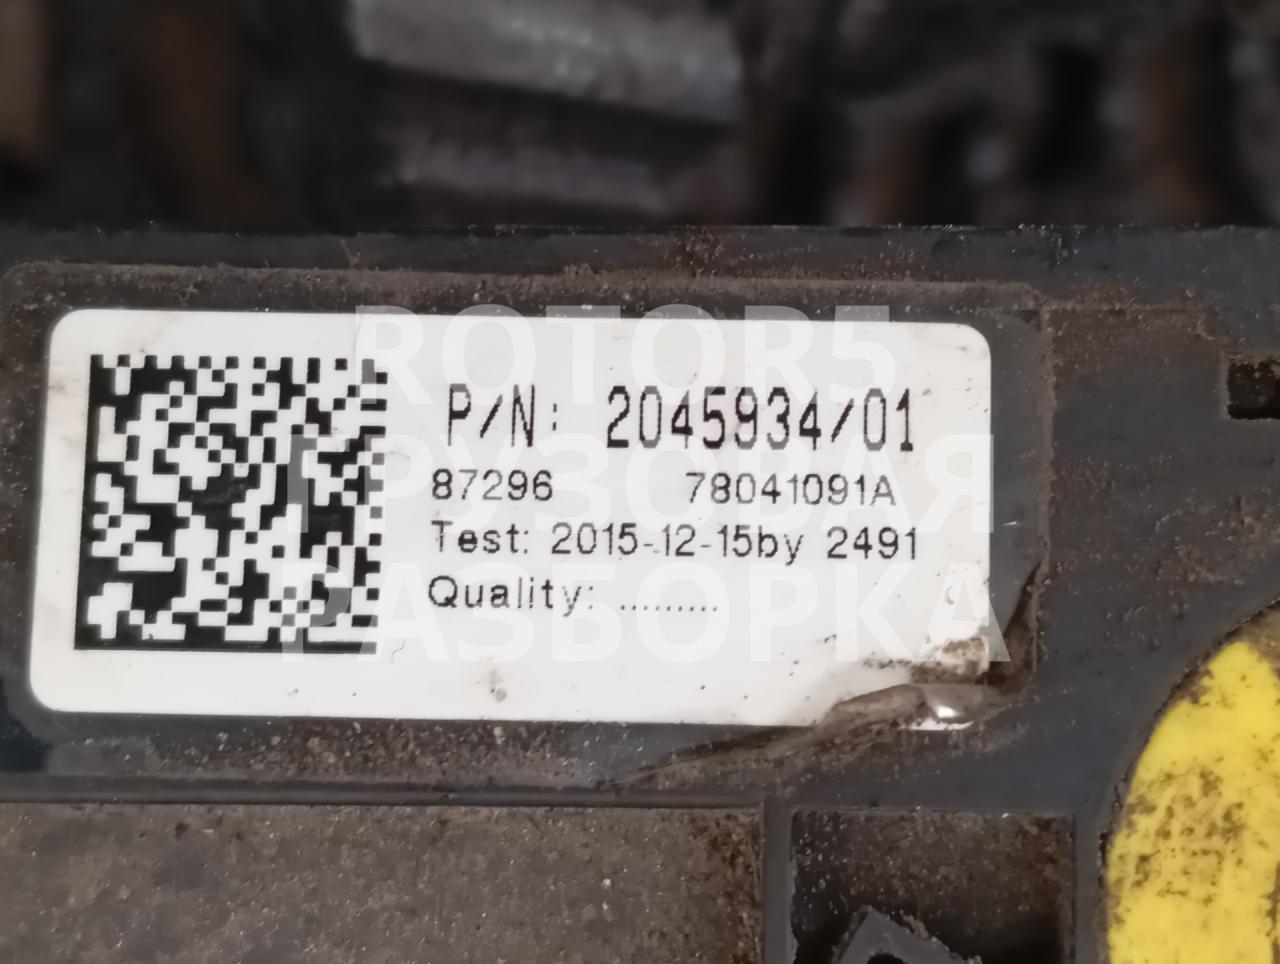 ROTOR5
ГРУЗОВАЯ
РАЗБОРКА
P/N: 2045934/01
87296 78041091A
Test: 2015-12-15by 2491
Quality: .........